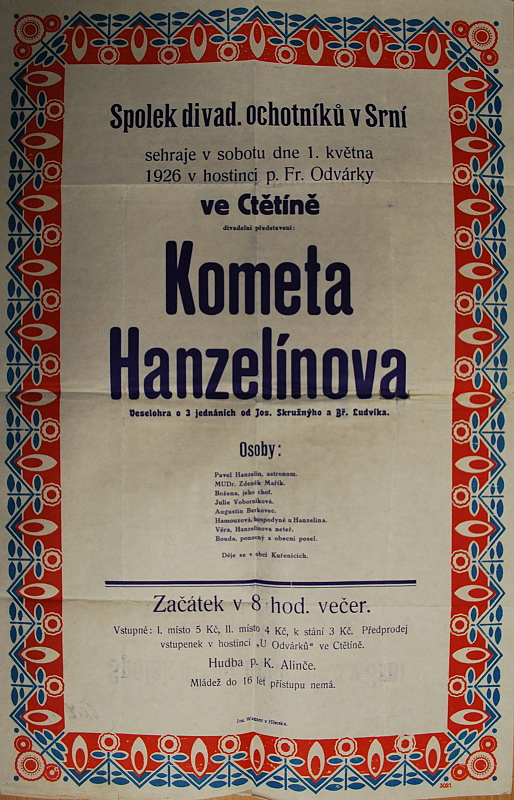 Spolek divad. ochotníků v Srní
sehraje v sobotu dne 1. května
1926 v hostinci p. Fr. Odvárky
ve Ctětíně
divadelní představení:
Kometa
Hanzelínova
Veselohra o 3 jednáních od Jos. Skružného a Bř. Ludvíka.
Osoby:
Pavel Hanzelín, astronom.
MUDr. Zdeněk Mařík.
Božena, jeho choť.
Julie Voborníková.
Augustin Berkovec.
Hamouzová, hospodyně u Hanzelína.
Věra, Hanzelínova neteř.
Bouda, ponocný a obecní posel.
Děje se v obci Kuřenicích.
Začátek v 8 hod. večer.
Vstupné: I. místo 5 Kč, II. místo 4 Kč, k stání 3 Kč. Předprodej
vstupenek v hostinci „U Odvárků" ve Ctětíně.
Hudba p. K. Alinče.
Mládež do 16 let přístupu nemá.
Jos. Wagner v Hlinsku.
3021